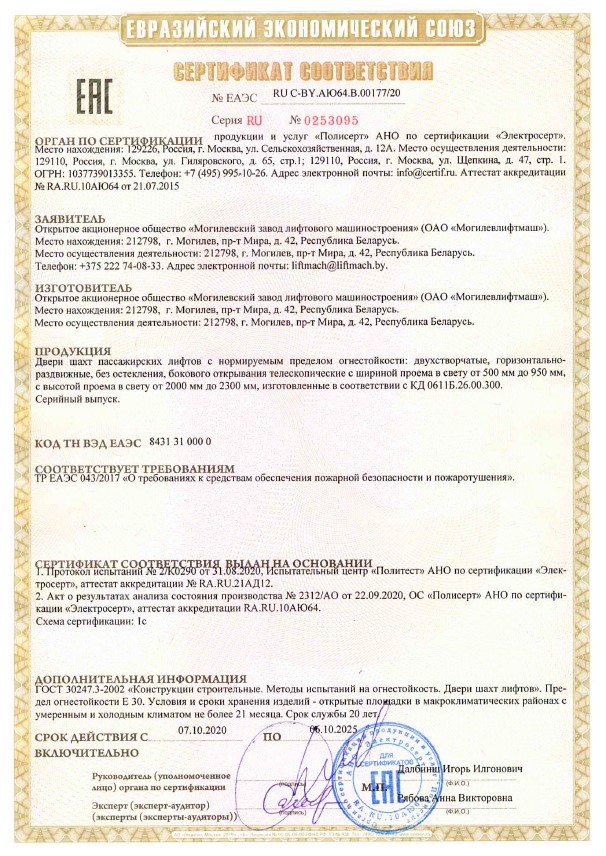 ЕВРАЗИЙСКИЙ ЭКОНОМИЧЕСКИЙ СОЮЗ
СЕРТИФИКАТ СООТВЕТСТВИЯ
ЕАС
№ ЕАЭС RU С-BY.АЮ64.В.00177/20
Серия RU № 0253095
ОРГАН ПО СЕРТИФИКАЦИИ продукции и услуг «Полисерт» АНО по сертификации «Электросерт».
Место нахождения: 129226, Россия, г. Москва, ул. Сельскохозяйственная, д. 12А. Место осуществления деятельности:
129110, Россия, г. Москва, ул. Гиляровского, д. 65, стр.1; 129110, Россия, г. Москва, ул. Щепкина, д. 47, стр. 1.
ОГРН: 1037739013355. Телефон: +7 (495) 995-10-26. Адрес электронной почты: info@certif.ru. Аттестат аккредитации
№ RA.RU.10АЮ64 от 21.07.2015
ЗАЯВИТЕЛЬ
Открытое акционерное общество «Могилевский завод лифтового машиностроения» (ОАО «Могилевлифтмаш»).
Место нахождения: 212798, г. Могилев, пр-т Мира, д. 42, Республика Беларусь.
Место осуществления деятельности: 212798, г. Могилев, пр-т Мира, д. 42, Республика Беларусь.
Телефон: +375 222 74-08-33. Адрес электронной почты: liftmach@liftmach.by.
ИЗГОТОВИТЕЛЬ
Открытое акционерное общество «Могилевский завод лифтового машиностроения» (ОАО «Могилевлифтмаш»).
Место нахождения: 212798, г. Могилев, пр-т Мира, д. 42, Республика Беларусь.
Место осуществления деятельности: 212798, г. Могилев, пр-т Мира, д. 42, Республика Беларусь.
ПРОДУКЦИЯ
Двери шахт пассажирских лифтов с нормируемым пределом огнестойкости: двухстворчатые, горизонтально-
раздвижные, без остекления, бокового открывания телескопические с шириной проема в свету от 500 мм до 950 мм,
с высотой проема в свету от 2000 мм до 2300 мм, изготовленные в соответствии с КД 0611Б.26.00.300.
Серийный выпуск.
КОД ТН ВЭД ЕАЭС 8431 31 000 0
СООТВЕТСТВУЕТ ТРЕБОВАНИЯМ
ТР ЕАЭС 043/2017 «О требованиях к средствам обеспечения пожарной безопасности и пожаротушения».
СЕРТИФИКАТ СООТВЕТСТВИЯ ВЫДАН НА ОСНОВАНИИ
1. Протокол испытаний № 2/К0290 от 31.08.2020, Испытательный центр «Политест» АНО по сертификации «Элек-
тросерт», аттестат аккредитации № RA.RU.21АД12.
2. Акт о результатах анализа состояния производства № 2312/АО от 22.09.2020, ОС «Полисерт» АНО по сертифи-
кации «Электросерт», аттестат аккредитации RA.RU.10АЮ64.
Схема сертификации: 1с
ДОПОЛНИТЕЛЬНАЯ ИНФОРМАЦИЯ
ГОСТ 30247.3-2002 «Конструкции строительные. Методы испытаний на огнестойкость. Двери шахт лифтов». Пре-
дел огнестойкости Е 30. Условия и сроки хранения изделий - открытые площадки в макроклиматических районах с
умеренным и холодным климатом не более 21 месяца. Срок службы 20 лет.
СРОК ДЕЙСТВИЯ С 07.10.2020 ПО 06.10.2025
ВКЛЮЧИТЕЛЬНО
Руководитель (уполномоченное
лицо) органа по сертификации
(подпись)
М.П.
Игорь Илгонович
(Ф.И.О.)
Эксперт (эксперт-аудитор)
(эксперты (эксперты-аудиторы))
(подпись)
Рябова Анна Викторовна
(Ф.И.О.)
ДЛЯ
СЕРТИФИКАТОВ
ЕАС